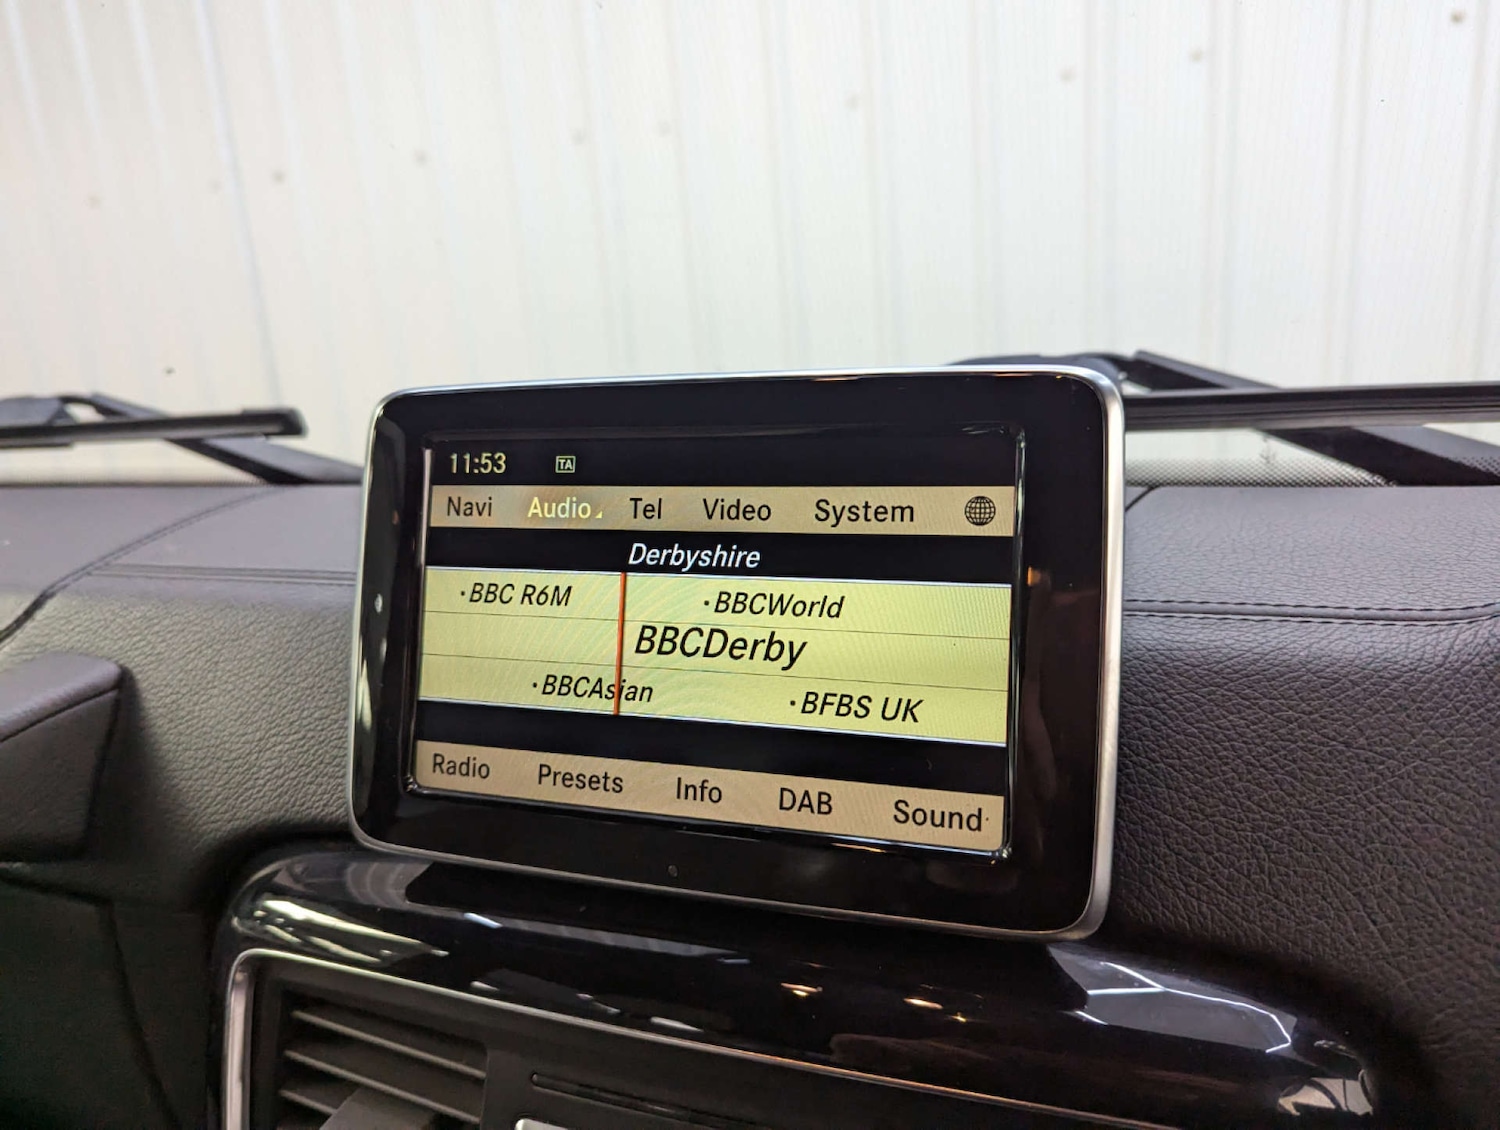 11:53 TA
Navi Audio Tel Video System
Derbyshire
·BBC R6M ·BBCWorld
BBCDerby
·BBCAsian ·BFBS UK
Radio Presets Info DAB Sound